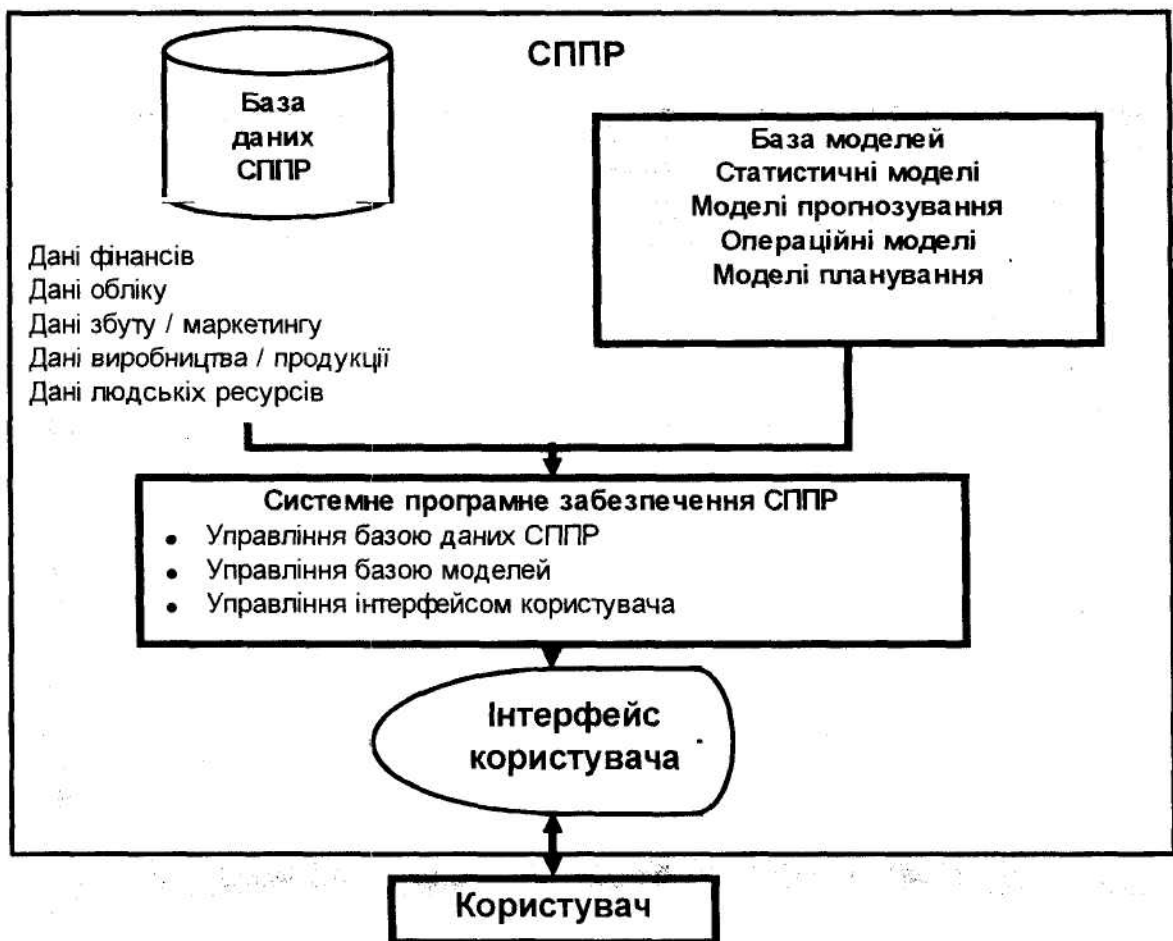 СППР
База
даних
СППР
База моделей
Статистичні моделі
Моделі прогнозування
Операційні моделі
Моделі планування
Дані фінансів
Дані обліку
Дані збуту / маркетингу
Дані виробництва / продукції
Дані людськіх ресурсів
Системне програмне забезпечення СППР
• Управління базою даних СППР
• Управління базою моделей
• Управління інтерфейсом користувача
Інтерфейс
користувача
Користувач